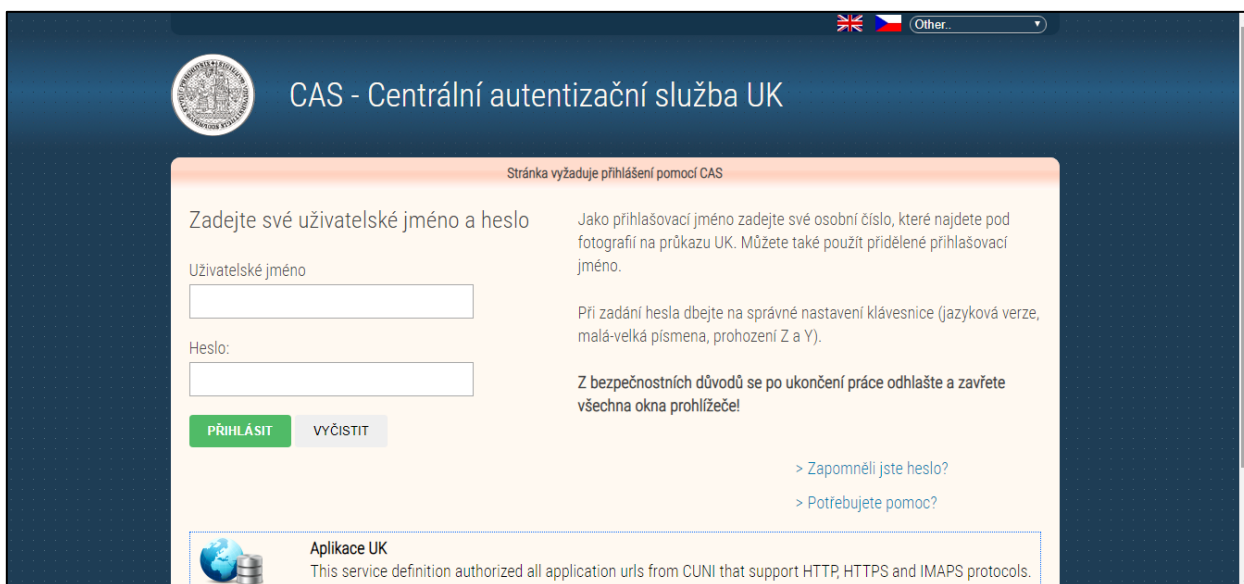 Other..
CAS - Centrální autentizační služba UK
Stránka vyžaduje přihlášení pomocí CAS
Zadejte své uživatelské jméno a heslo
Uživatelské jméno
Heslo:
PŘIHLÁSIT VYČISTIT
Jako přihlašovací jméno zadejte své osobní číslo, které najdete pod
fotografií na průkazu UK. Můžete také použít přidělené přihlašovací
jméno.
Při zadání hesla dbejte na správné nastavení klávesnice (jazyková verze,
malá-velká písmena, prohození Z a Y).
Z bezpečnostních důvodů se po ukončení práce odhlašte a zavřete
všechna okna prohlížeče!
> Zapomněli jste heslo?
> Potřebujete pomoc?
Aplikace UK
This service definition authorized all application urls from CUNI that support HTTP, HTTPS and IMAPS protocols.